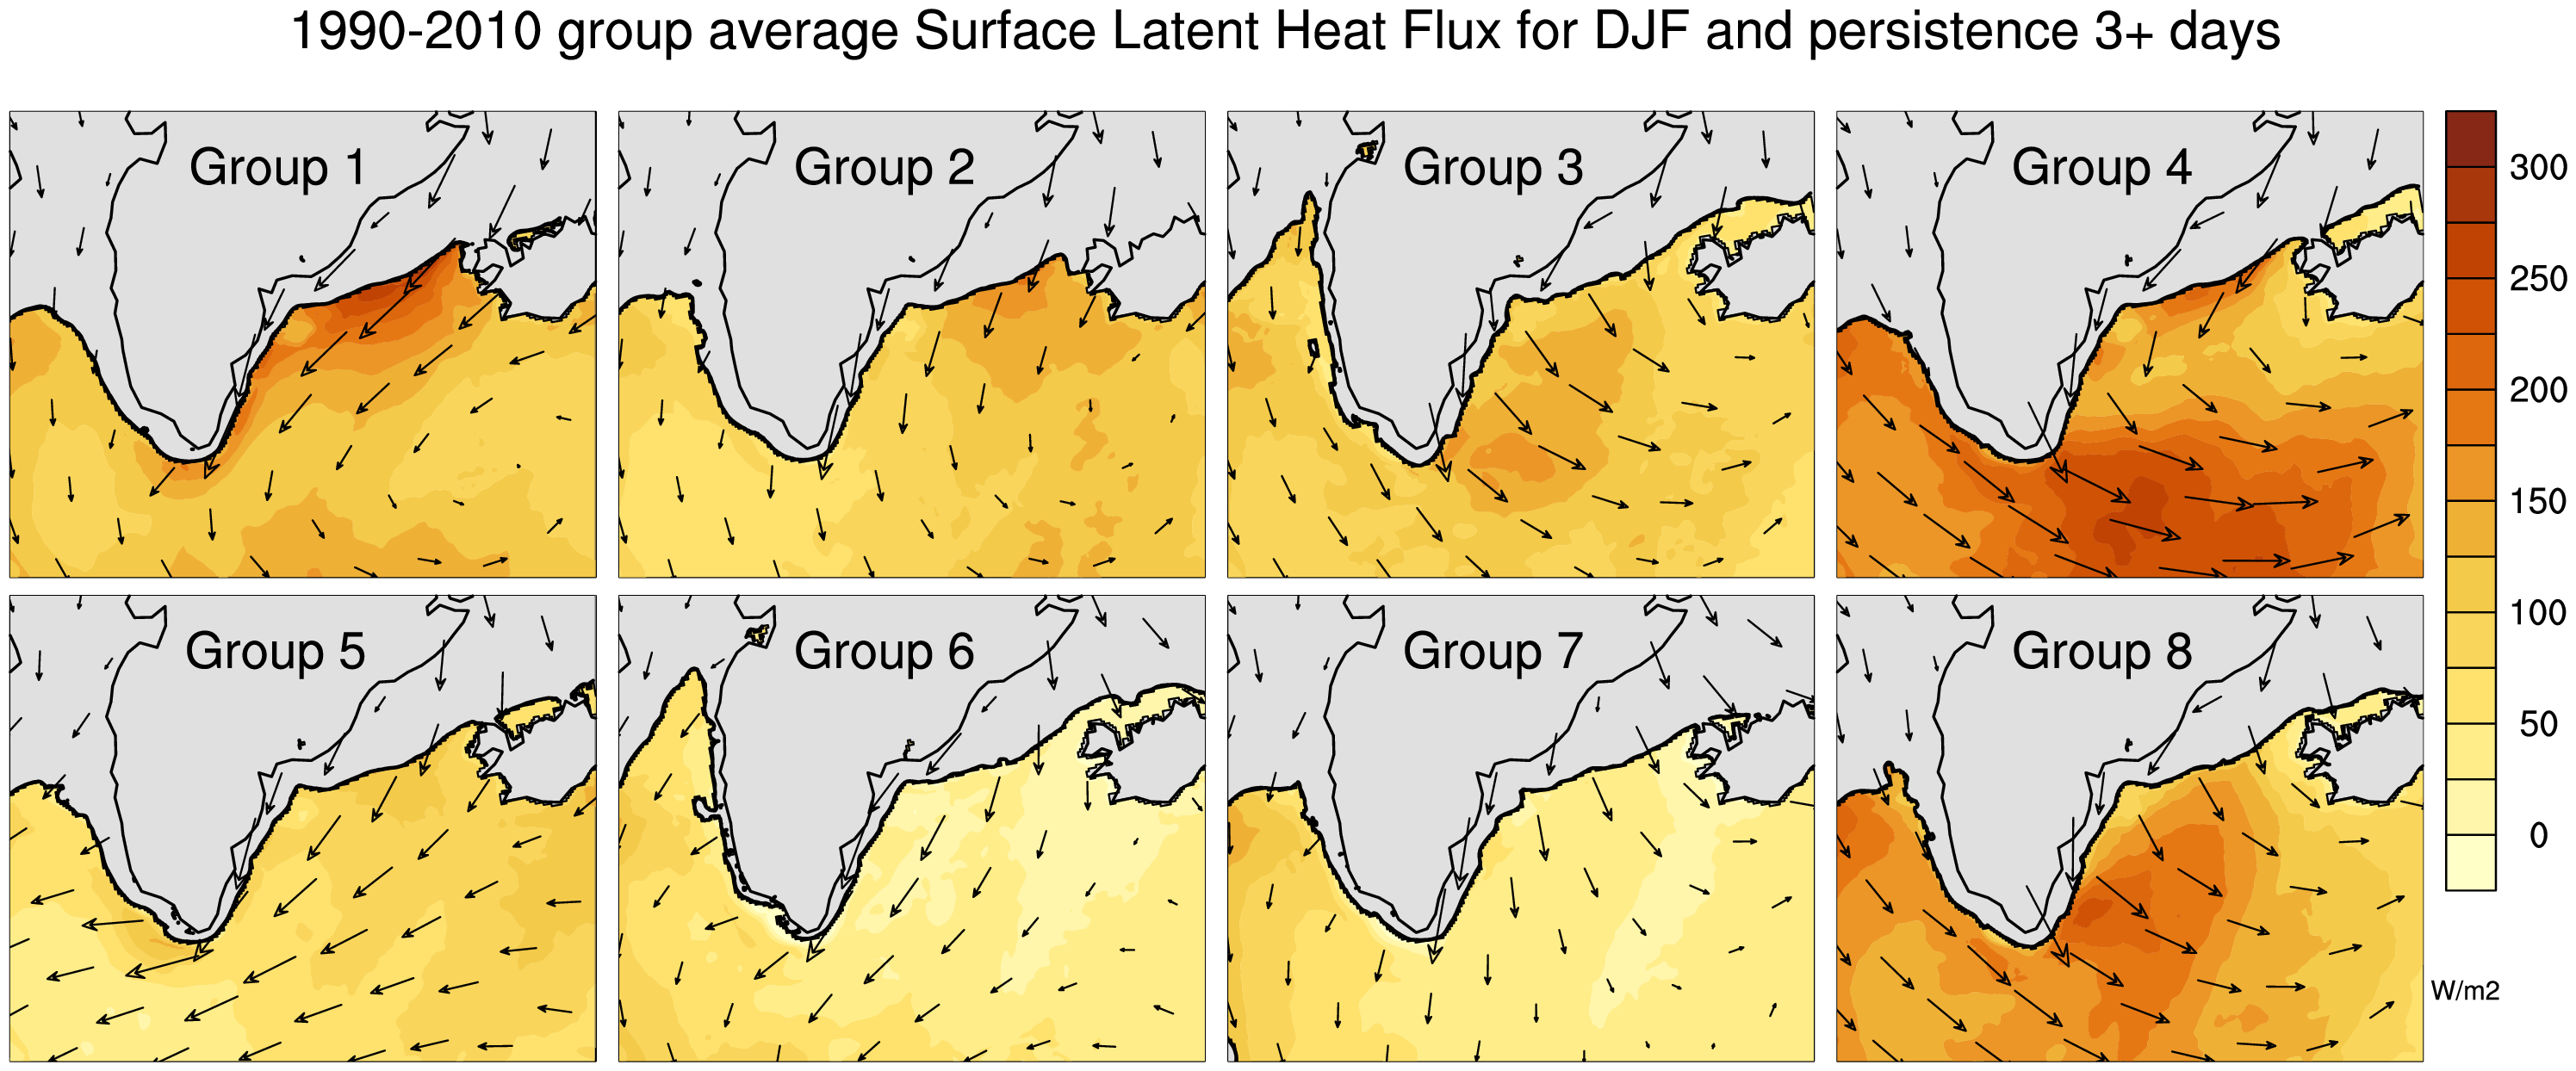 1990-2010 group average Surface Latent Heat Flux for DJF and persistence 3+ days
Group 1
Group 2
Group 3
Group 4
300
250
200
150
100
50
0
Group 5
Group 6
Group 7
Group 8
W/m2